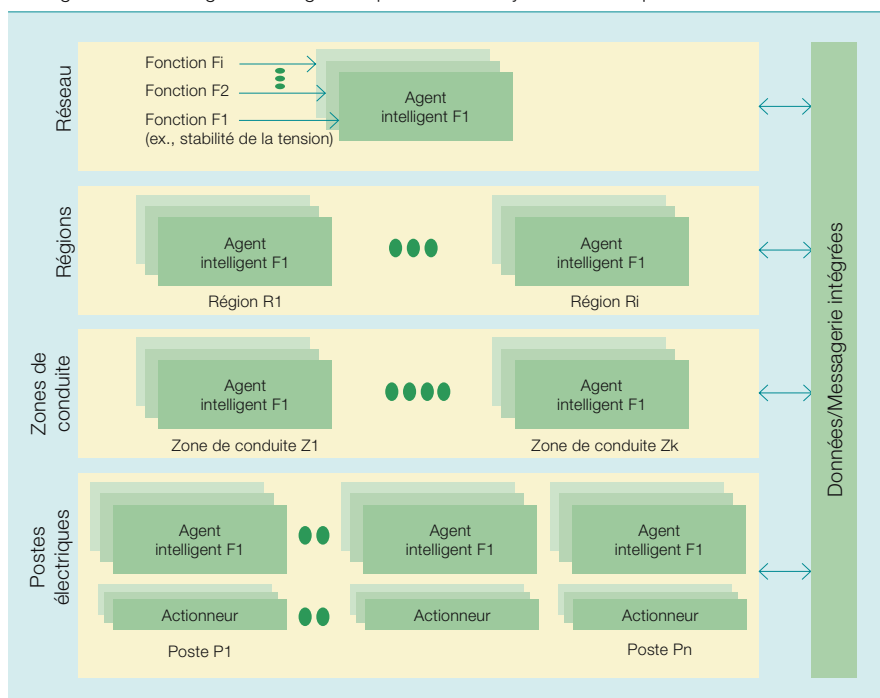 Réseau
Fonction Fi
Fonction F2
Fonction F1
(ex., stabilité de la tension)
Agent
intelligent F1
Régions
Agent
intelligent F1
Région R1
Agent
intelligent F1
Région Ri
Zones de
conduite
Agent
intelligent F1
Zone de conduite Z1
Agent
intelligent F1
Zone de conduite Zk
Postes
électriques
Agent
intelligent F1
Agent
intelligent F1
Agent
intelligent F1
Actionneur
Actionneur
Actionneur
Poste P1
Poste Pn
Données/Messagerie intégrées